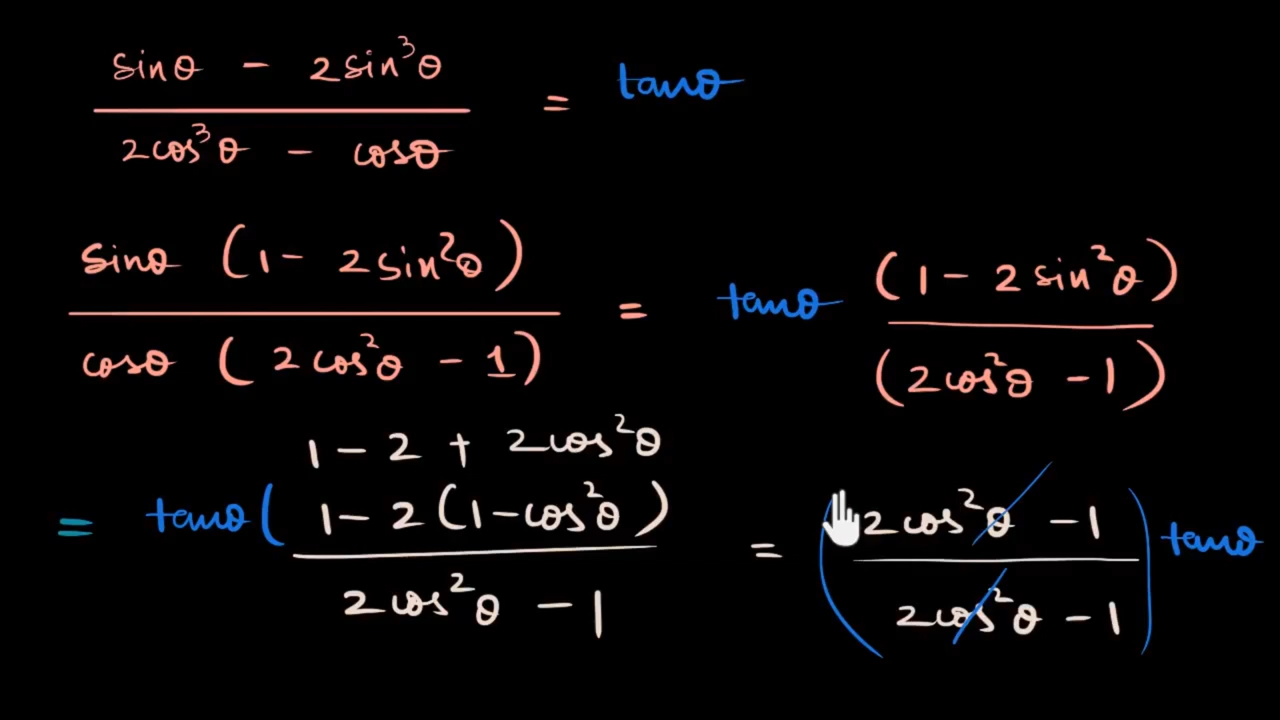 sinθ - 2sin³θ / 2cos³θ - cosθ = tanθ
sinθ (1 - 2sin²θ) / cosθ (2cos²θ - 1) = tanθ (1 - 2sin²θ) / (2cos²θ - 1)
1 - 2 + 2cos²θ
= tanθ ( 1 - 2(1 - cos²θ) / 2cos²θ - 1 = (2cos²θ - 1 / 2cos²θ - 1) tanθ